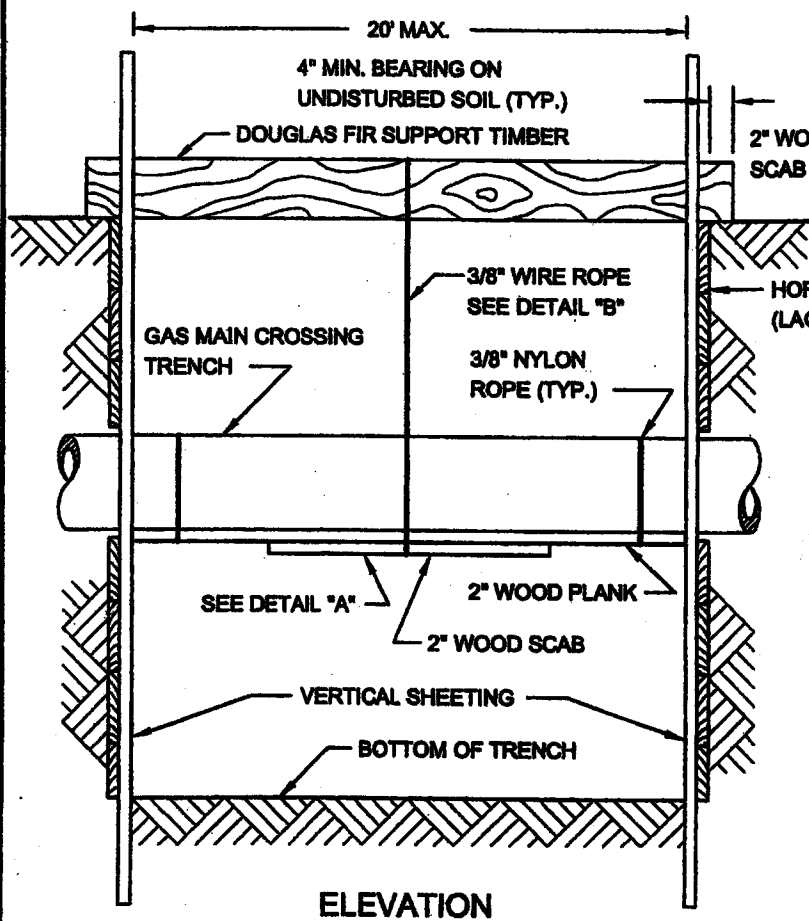 20' MAX.
4" MIN. BEARING ON
UNDISTURBED SOIL (TYP.)
DOUGLAS FIR SUPPORT TIMBER
2"
SCAB
3/8" WIRE ROPE
SEE DETAIL "B"
GAS MAIN CROSSING
TRENCH
3/8" NYLON
ROPE (TYP.)
SEE DETAIL "A"
2" WOOD PLANK
2" WOOD SCAB
VERTICAL SHEETING
BOTTOM OF TRENCH
ELEVATION